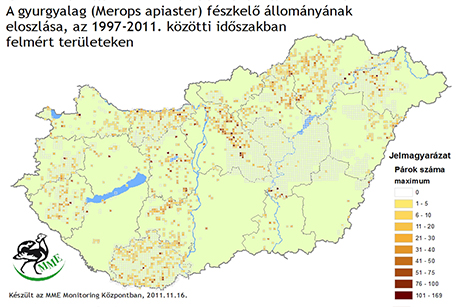 A gyurgyalag (Merops apiaster) fészkelő állományának
eloszlása, az 1997-2011. közötti időszakban
felmért területeken
Jelmagyarázat
Párok száma
maximum
0
1 - 5
6 - 10
11 - 20
21 - 30
31 - 40
41 - 50
51 - 75
76 - 100
101 - 169
MME
Készült az MME Monitoring Központban, 2011.11.16.